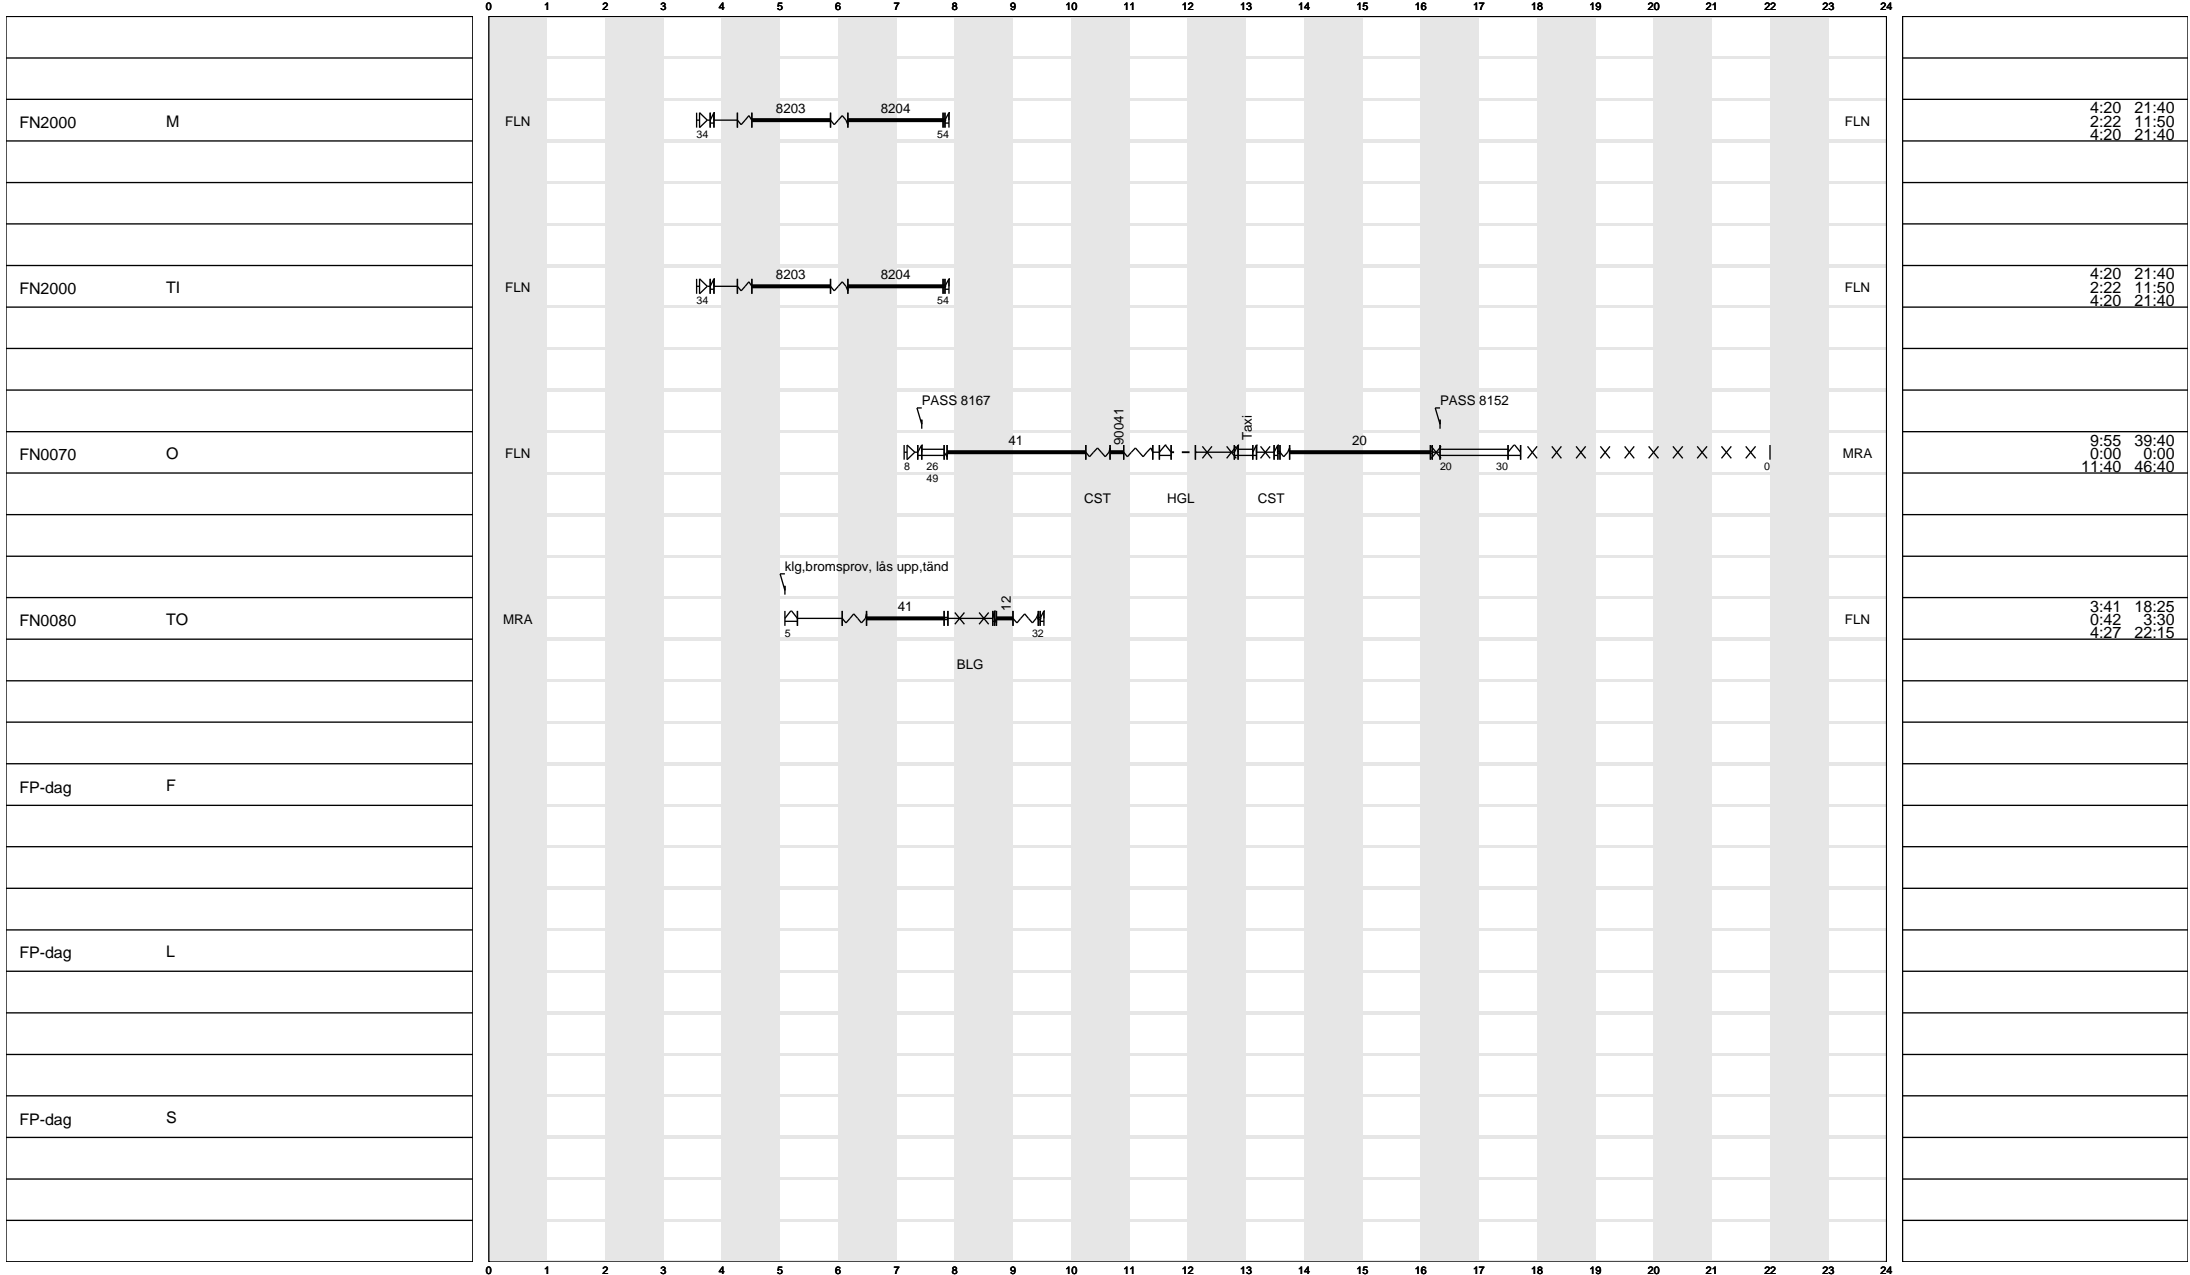 0 1 2 3 4 5 6 7 8 9 10 11 12 13 14 15 16 17 18 19 20 21 22 23 24
8203 8204
FN2000 M FLN FLN
34 54
4:20 21:40
2:22 11:50
4:20 21:40
8203 8204
FN2000 TI FLN FLN
34 54
4:20 21:40
2:22 11:50
4:20 21:40
PASS 8167 PASS 8152
41 90041 Taxi 20
FN0070 O FLN MRA
8 26 20 30 0
49
9:55 39:40
0:00 0:00
11:40 46:40
CST HGL CST
klg,bromsprov, lås upp,tänd
41 12
FN0080 TO MRA FLN
5 32
3:41 18:25
0:42 3:30
4:27 22:15
BLG
FP-dag F
FP-dag L
FP-dag S
0 1 2 3 4 5 6 7 8 9 10 11 12 13 14 15 16 17 18 19 20 21 22 23 24